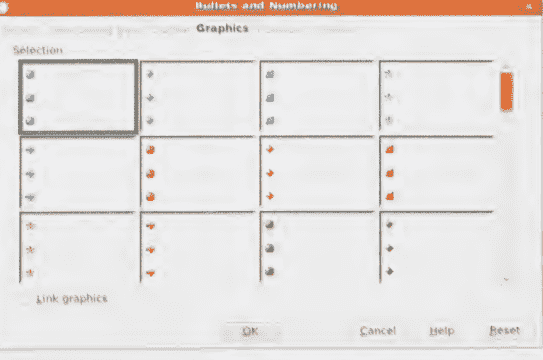 Bullets and Numbering
Graphics
Selection
Link graphics
OK Cancel Help Reset